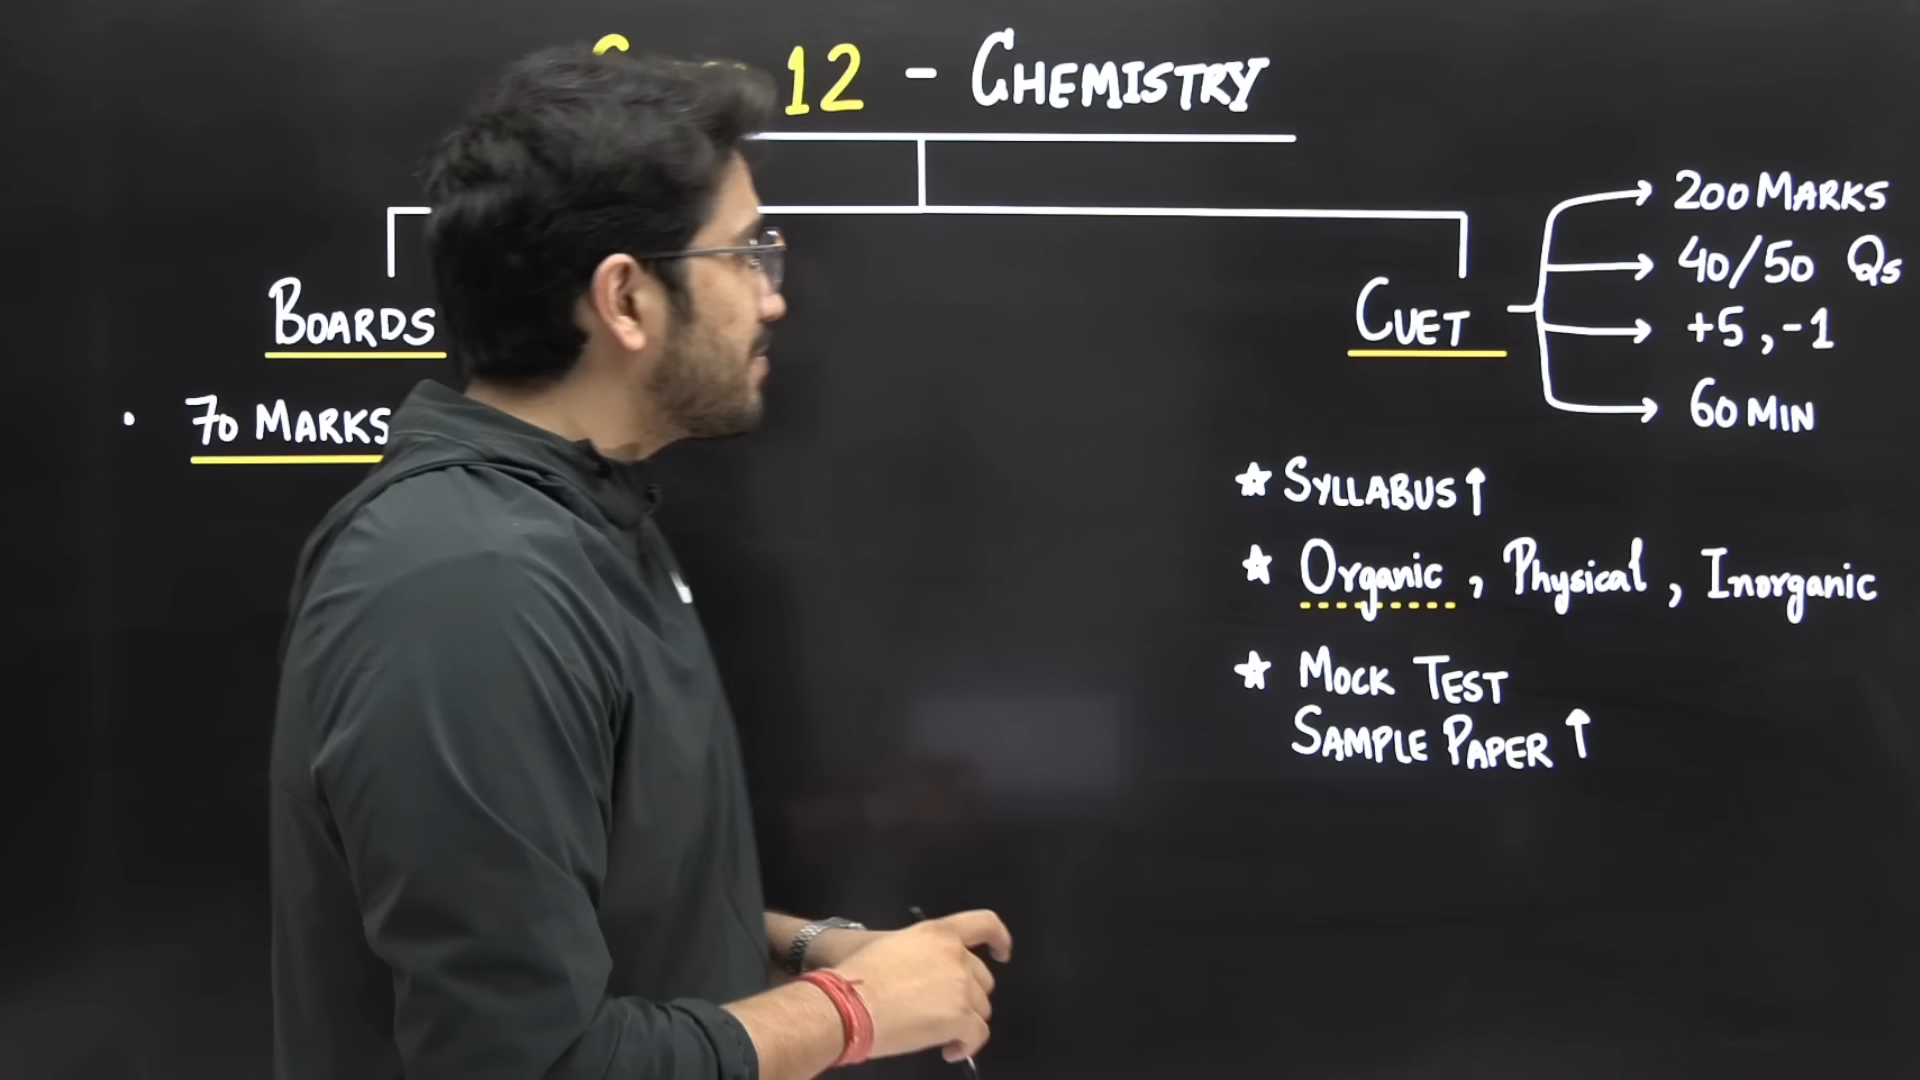 12 - CHEMISTRY
BOARDS
• 70 MARKS
CUET
200 MARKS
40/50 Qs
+5, -1
60 MIN
★ SYLLABUS ↑
★ Organic, Physical, Inorganic
★ MOCK TEST
SAMPLE PAPER ↑